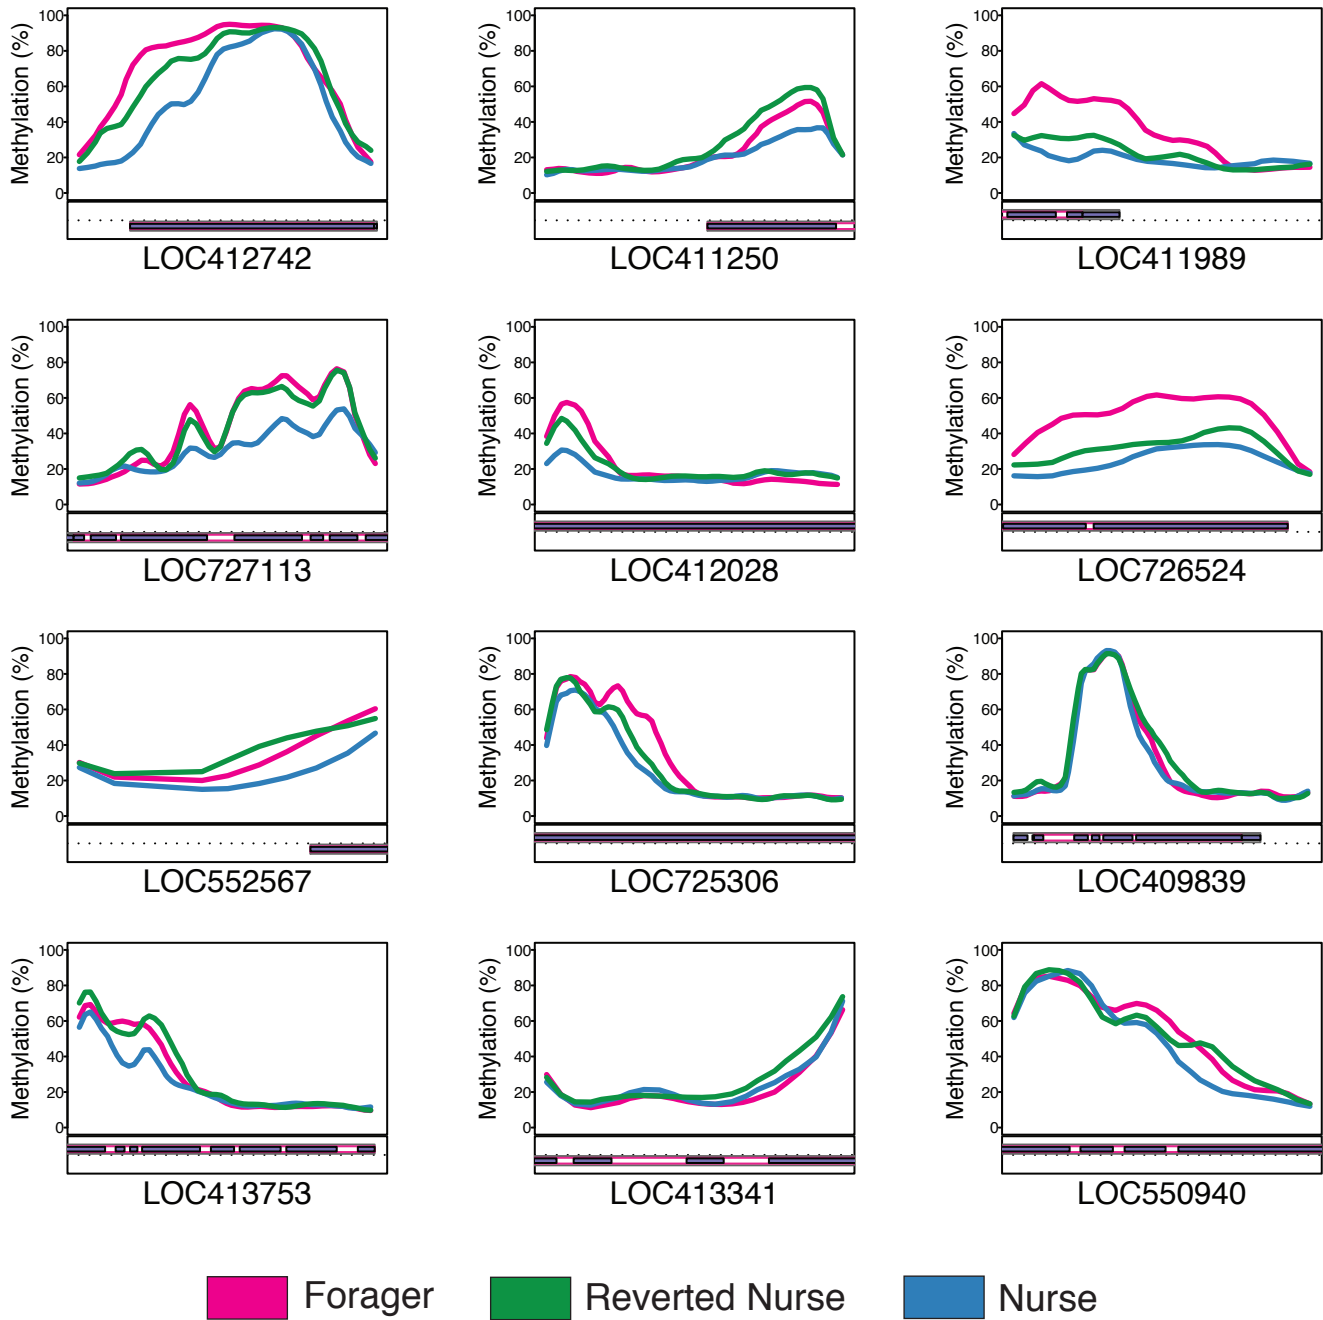 Methylation (%)
100
80
60
40
20
0
LOC412742
Methylation (%)
100
80
60
40
20
0
LOC411250
Methylation (%)
100
80
60
40
20
0
LOC411989
Methylation (%)
100
80
60
40
20
0
LOC727113
Methylation (%)
100
80
60
40
20
0
LOC412028
Methylation (%)
100
80
60
40
20
0
LOC726524
Methylation (%)
100
80
60
40
20
0
LOC552567
Methylation (%)
100
80
60
40
20
0
LOC725306
Methylation (%)
100
80
60
40
20
0
LOC409839
Methylation (%)
100
80
60
40
20
0
LOC413753
Methylation (%)
100
80
60
40
20
0
LOC413341
Methylation (%)
100
80
60
40
20
0
LOC550940
Forager Reverted Nurse Nurse